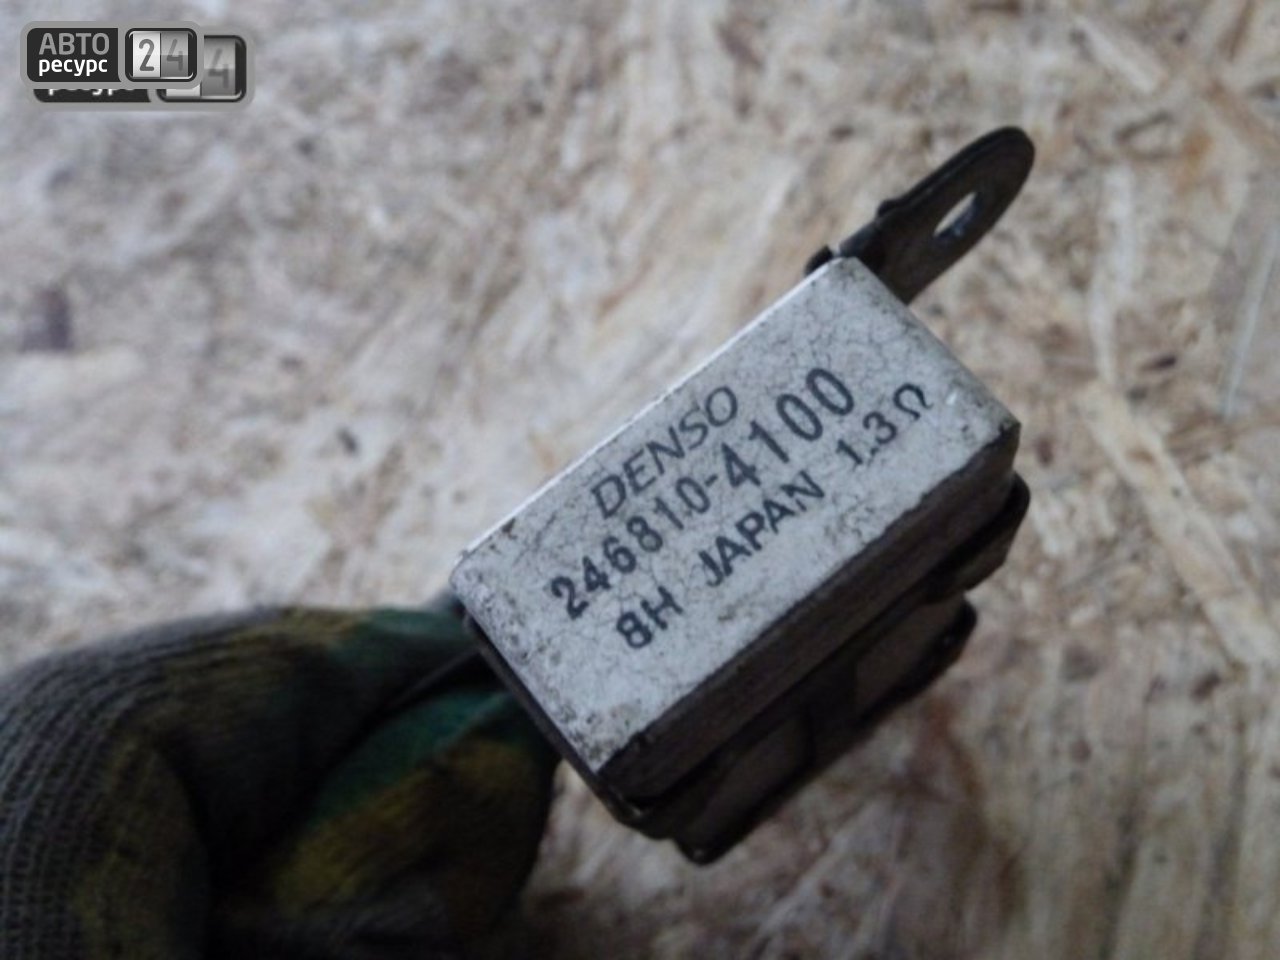 АВТО
ресурс 24
DENSO
246810-4100
8H JAPAN 1.3Ω